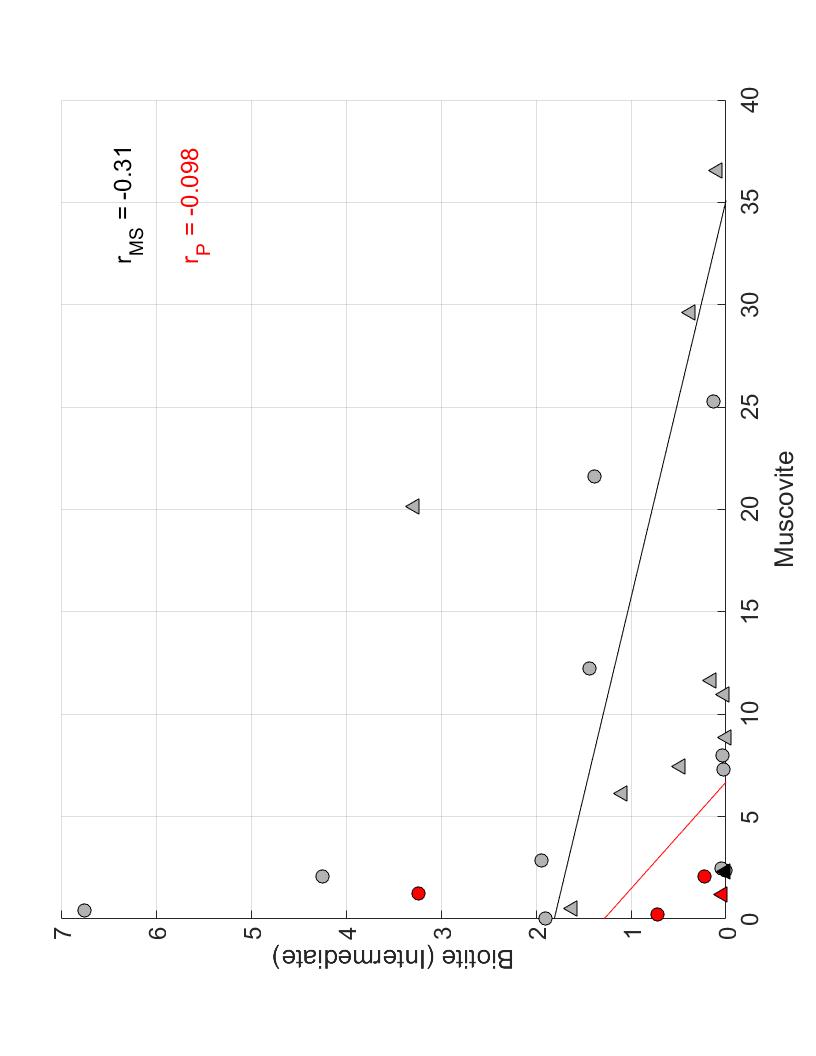 7
6
5
4
3
2
1
0
Biotite (Intermediate)
r_MS = -0.31
r_P = -0.098
0 5 10 15 20 25 30 35 40
Muscovite